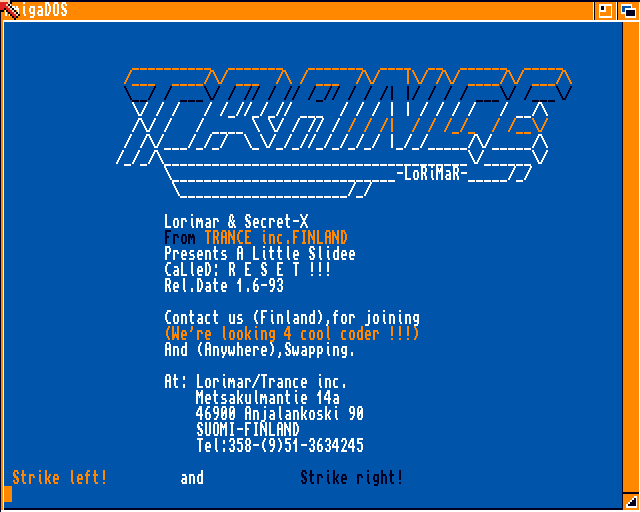 AmigaDOS
TRANCE
-LoRiMaR-
Lorimar & Secret-X
From TRANCE inc.FINLAND
Presents A Little Slidee
CaLleD: R E S E T !!!
Rel.Date 1.6-93
Contact us (Finland),for joining
(We're looking 4 cool coder !!!)
And (Anywhere),Swapping.
At: Lorimar/Trance inc.
Metsakulmantie 14a
46900 Anjalankoski 90
SUOMI-FINLAND
Tel:358-(9)51-3634245
Strike left! and Strike right!